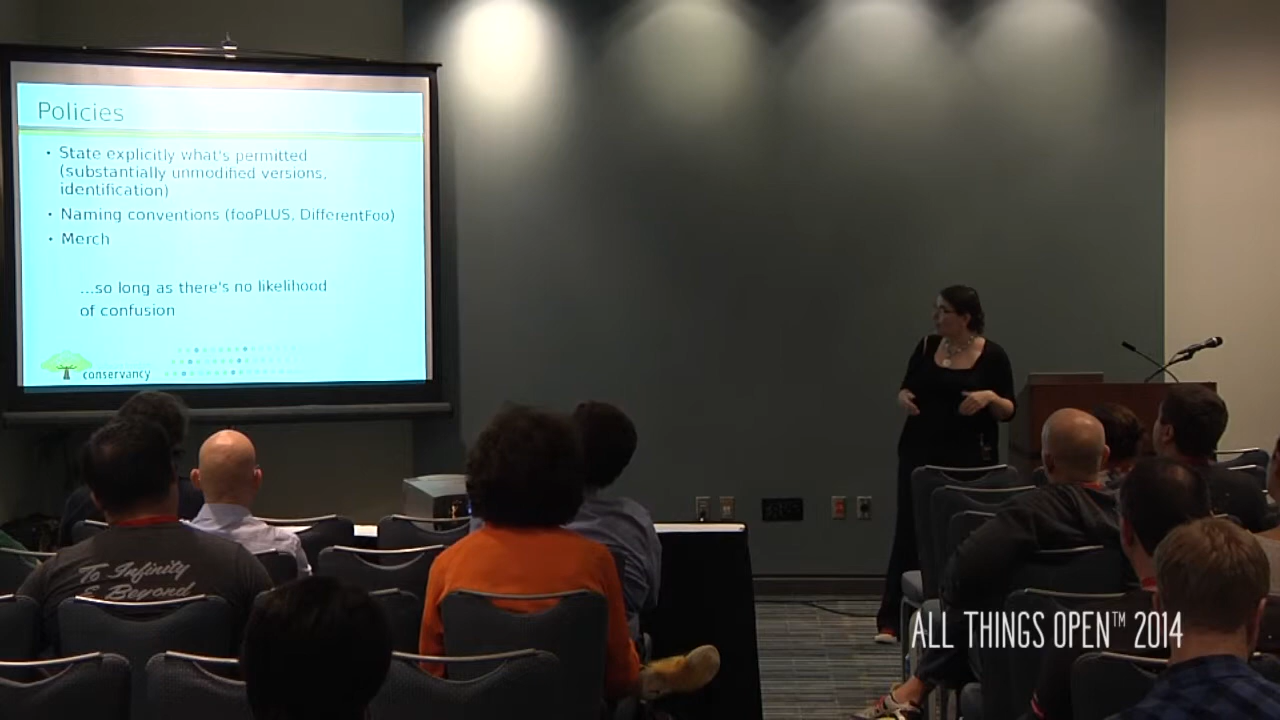 Policies
• State explicitly what's permitted
(substantially unmodified versions,
identification)
• Naming conventions (fooPLUS, DifferentFoo)
• Merch
...so long as there's no likelihood
of confusion
conservancy
To Infinity
& Beyond
ALL THINGS OPEN™ 2014